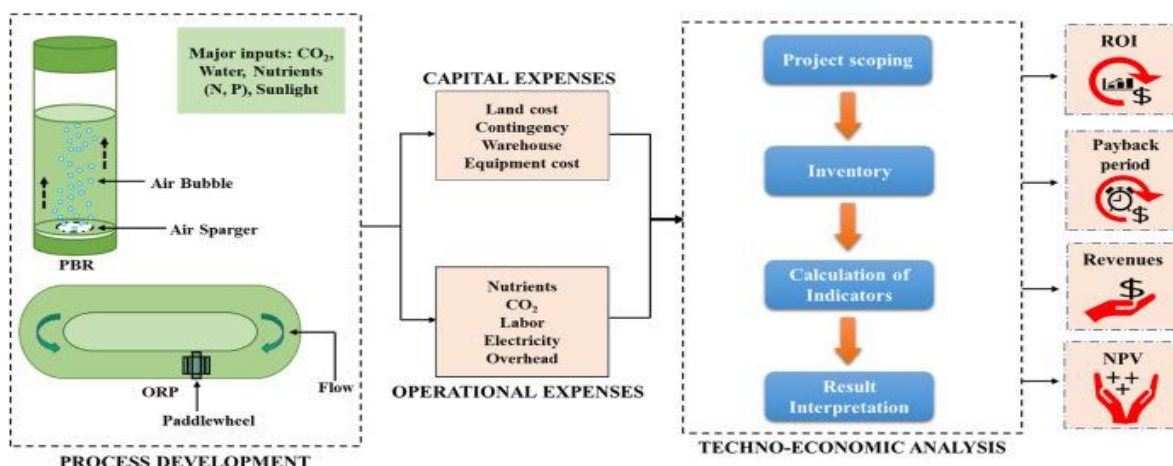 Major inputs: CO₂,
Water, Nutrients
(N, P), Sunlight
Air Bubble
Air Sparger
PBR
Flow
ORP
Paddlewheel
PROCESS DEVELOPMENT
CAPITAL EXPENSES
Land cost
Contingency
Warehouse
Equipment cost
Nutrients
CO₂
Labor
Electricity
Overhead
OPERATIONAL EXPENSES
Project scoping
Inventory
Calculation of
Indicators
Result
Interpretation
TECHNO-ECONOMIC ANALYSIS
ROI
$
Payback
period
$
Revenues
$
NPV